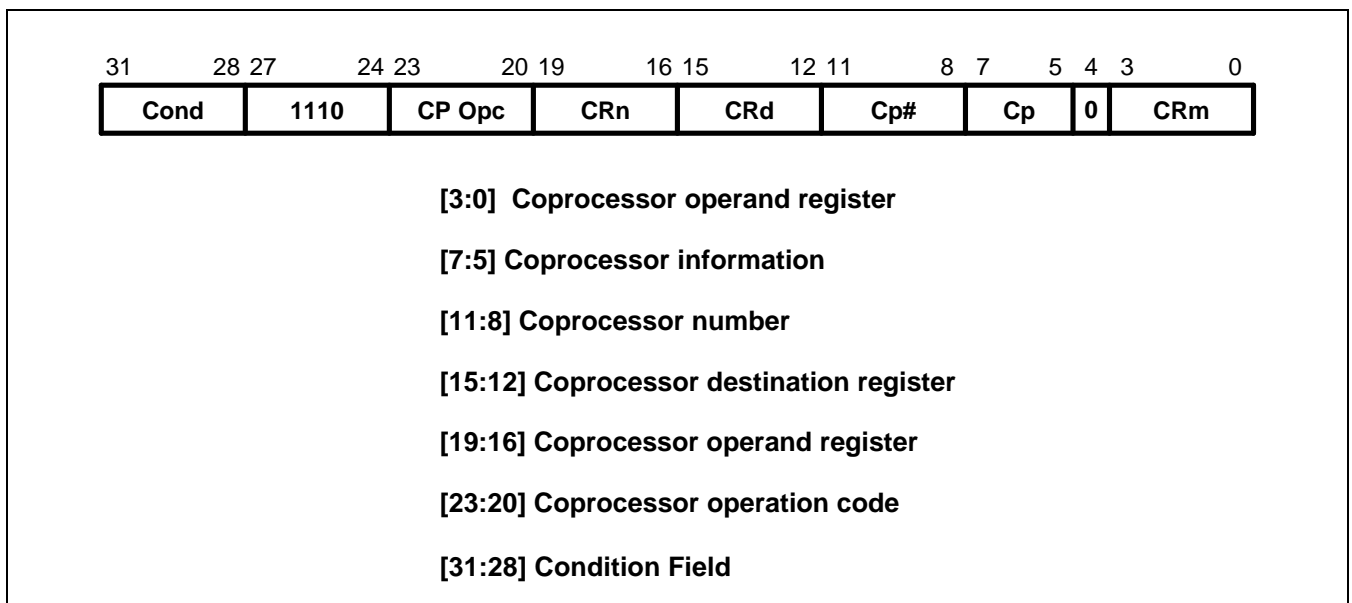 31 28 27 24 23 20 19 16 15 12 11 8 7 5 4 3 0
Cond 1110 CP Opc CRn CRd Cp# Cp 0 CRm
[3:0] Coprocessor operand register
[7:5] Coprocessor information
[11:8] Coprocessor number
[15:12] Coprocessor destination register
[19:16] Coprocessor operand register
[23:20] Coprocessor operation code
[31:28] Condition Field